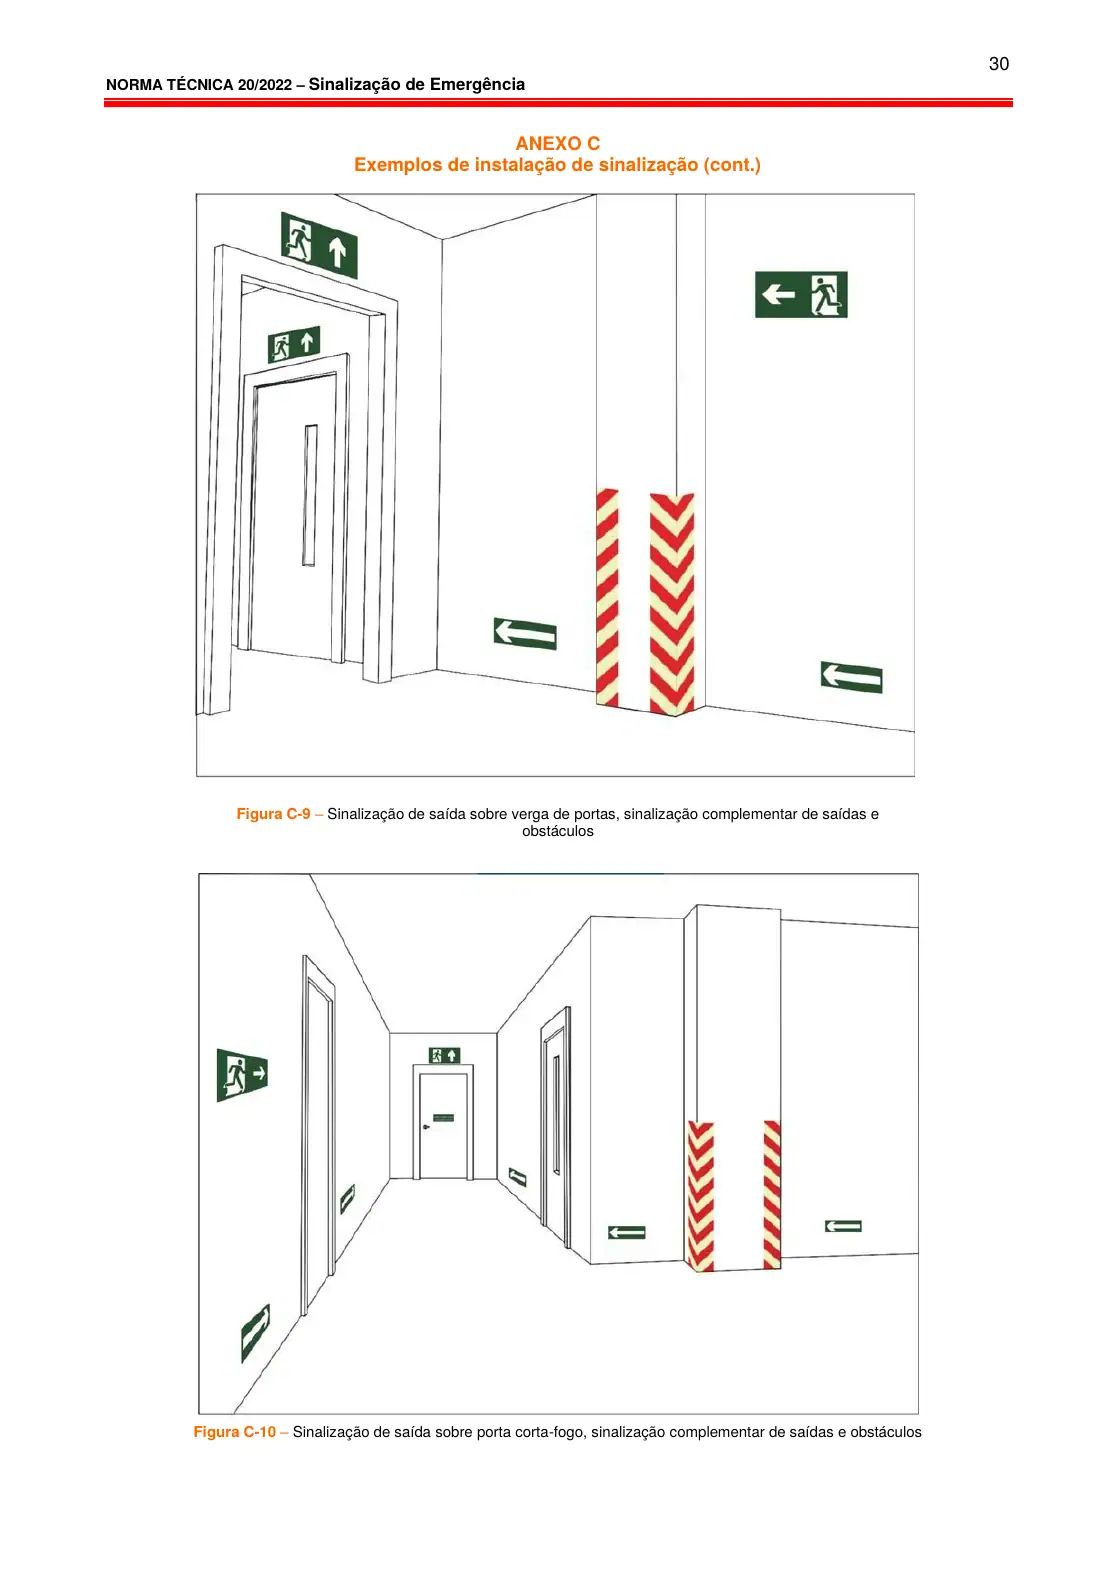 30
NORMA TÉCNICA 20/2022 – Sinalização de Emergência
ANEXO C
Exemplos de instalação de sinalização (cont.)
Figura C-9 – Sinalização de saída sobre verga de portas, sinalização complementar de saídas e
obstáculos
Figura C-10 – Sinalização de saída sobre porta corta-fogo, sinalização complementar de saídas e obstáculos